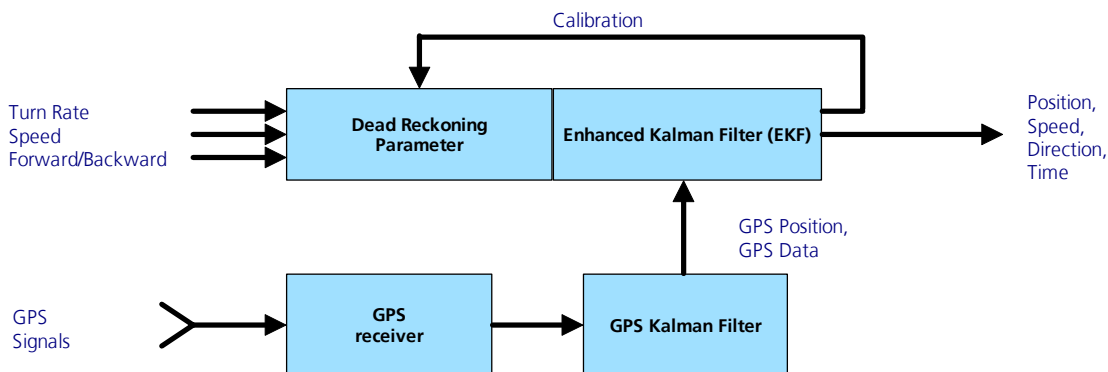 Calibration
Turn Rate
Speed
Forward/Backward
Dead Reckoning
Parameter
Enhanced Kalman Filter (EKF)
Position,
Speed,
Direction,
Time
GPS Position,
GPS Data
GPS
Signals
GPS
receiver
GPS Kalman Filter